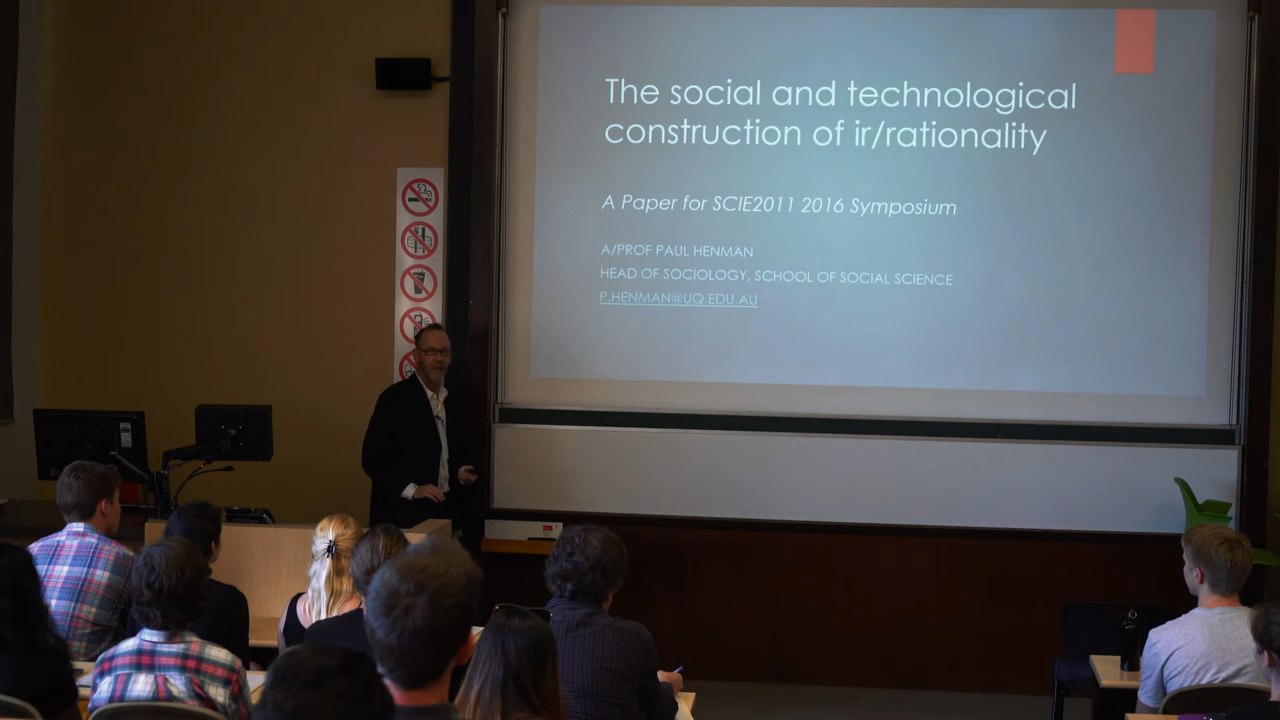 The social and technological
construction of ir/rationality
A Paper for SCIE2011 2016 Symposium
A/PROF PAUL HENMAN
HEAD OF SOCIOLOGY, SCHOOL OF SOCIAL SCIENCE
P.HENMAN@UQ.EDU.AU